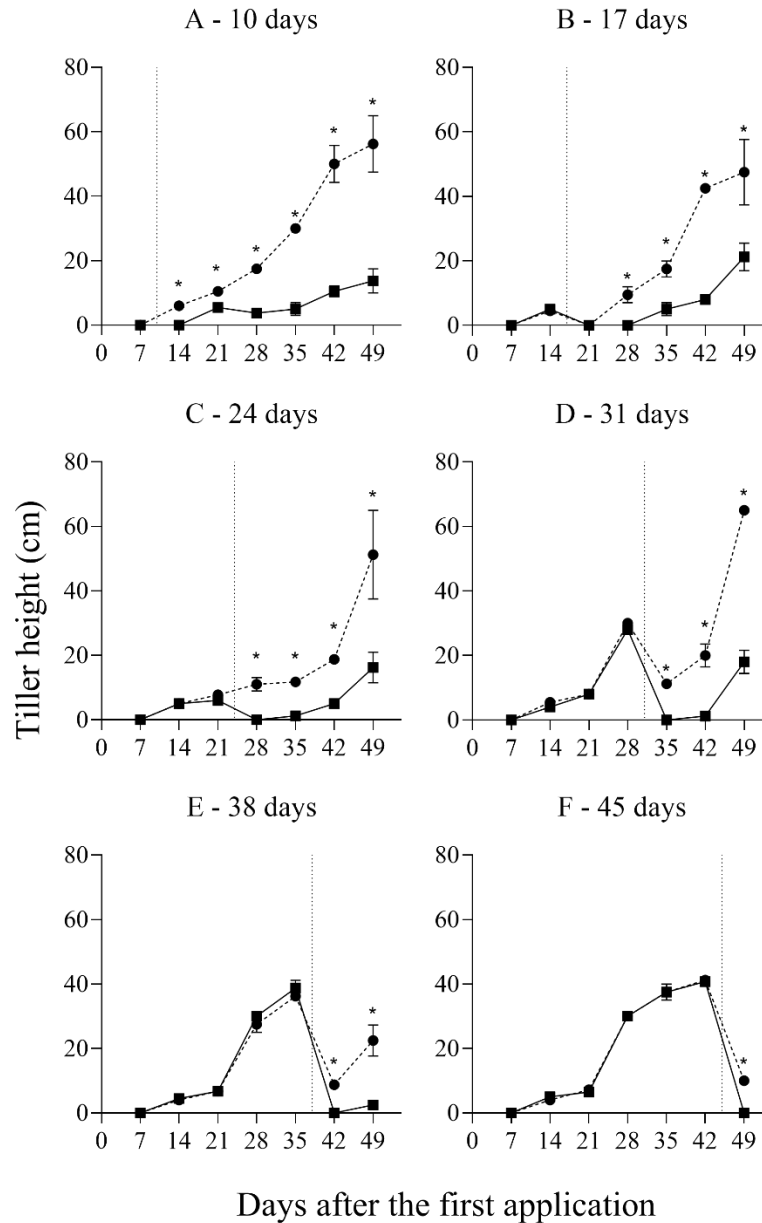 A - 10 days
B - 17 days
80
60
40
20
0
* * * * * *
0 7 14 21 28 35 42 49
80
60
40
20
0
* * * *
0 7 14 21 28 35 42 49
C - 24 days
D - 31 days
Tiller height (cm)
80
60
40
20
0
* * * *
0 7 14 21 28 35 42 49
80
60
40
20
0
* * *
0 7 14 21 28 35 42 49
E - 38 days
F - 45 days
80
60
40
20
0
* *
0 7 14 21 28 35 42 49
80
60
40
20
0
*
0 7 14 21 28 35 42 49
Days after the first application